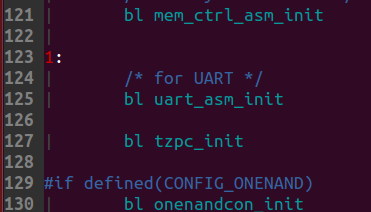 121 bl mem_ctrl_asm_init
122
123 1:
124 /* for UART */
125 bl uart_asm_init
126
127 bl tzpc_init
128
129 #if defined(CONFIG_ONENAND)
130 bl onenandcon_init